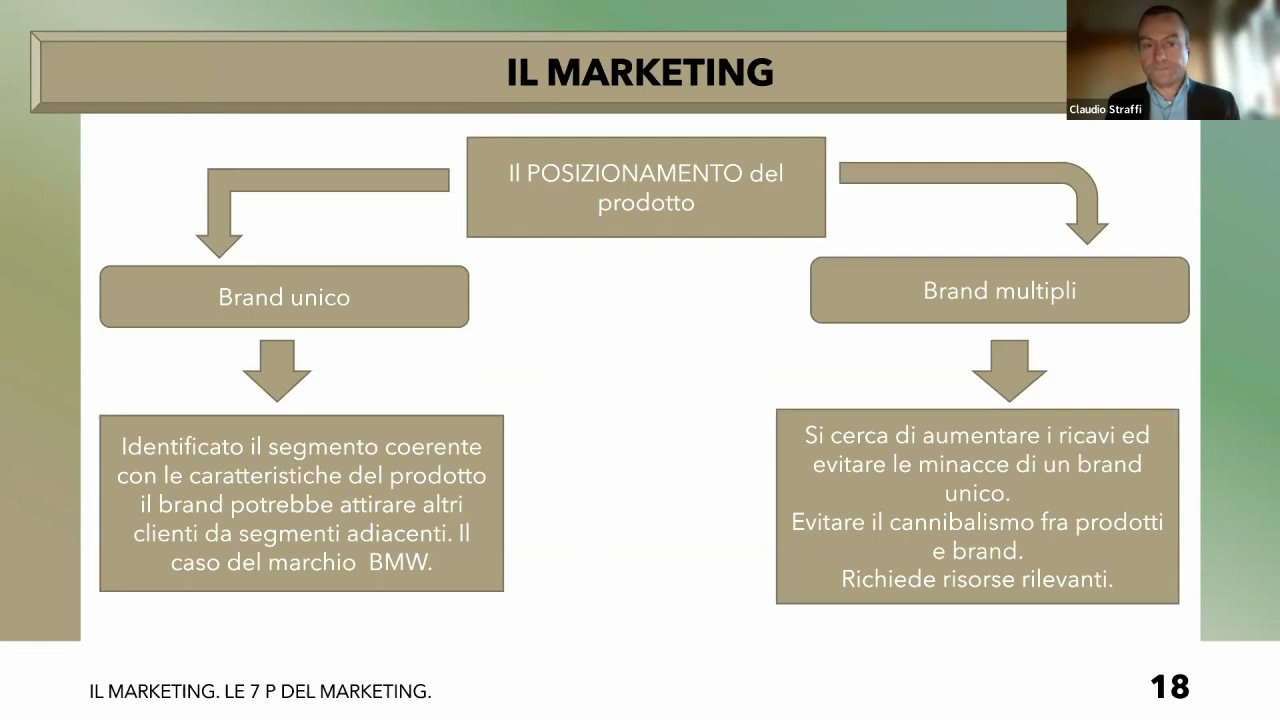 IL MARKETING
Claudio Straffi
Il POSIZIONAMENTO del
prodotto
Brand unico
Brand multipli
Identificato il segmento coerente
con le caratteristiche del prodotto
il brand potrebbe attirare altri
clienti da segmenti adiacenti. Il
caso del marchio  BMW.
Si cerca di aumentare i ricavi ed
evitare le minacce di un brand
unico.
Evitare il cannibalismo fra prodotti
e brand.
Richiede risorse rilevanti.
IL MARKETING. LE 7 P DEL MARKETING.
18